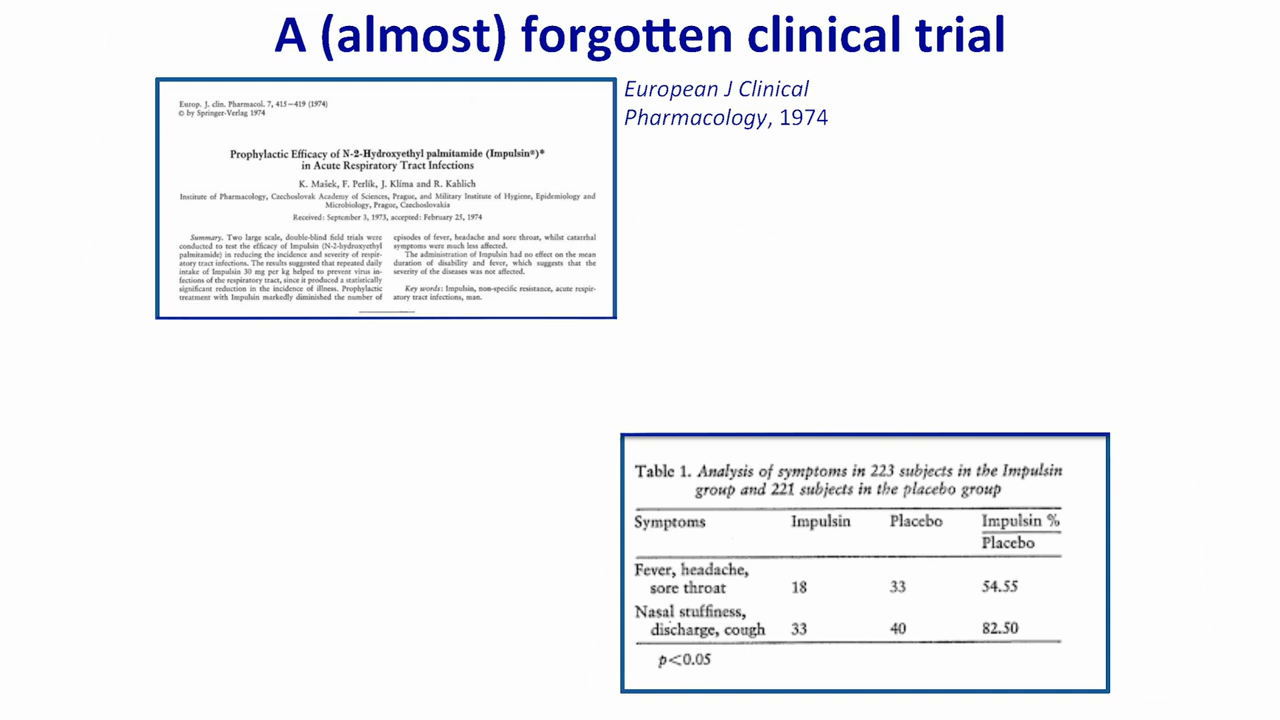 A (almost) forgotten clinical trial
Europ. J. clin. Pharmacol. 7, 415—419 (1974)
© by Springer-Verlag 1974
Prophylactic Efficacy of N-2-Hydroxyethyl palmitamide (Impulsin®)*
in Acute Respiratory Tract Infections
K. Mašek, F. Perlík, J. Klíma and R. Kahlich
Institute of Pharmacology, Czechoslovak Academy of Sciences, Prague, and Military Institute of Hygiene, Epidemiology and
Microbiology, Prague, Czechoslovakia
Received: September 3, 1973, accepted: February 25, 1974
Summary. Two large scale, double-blind field trials were
conducted to test the efficacy of Impulsin (N-2-hydroxyethyl
palmitamide) in reducing the incidence and severity of respir-
atory tract infections. The results suggested that repeated daily
intake of Impulsin 30 mg per kg helped to prevent virus in-
fections of the respiratory tract, since it produced a statistically
significant reduction in the incidence of illness. Prophylactic
treatment with Impulsin markedly diminished the number of
episodes of fever, headache and sore throat, whilst catarrhal
symptoms were much less affected.
The administration of Impulsin had no effect on the mean
duration of disability and fever, which suggests that the
severity of the diseases was not affected.
Key words: Impulsin, non-specific resistance, acute respir-
atory tract infections, man.
European J Clinical
Pharmacology, 1974
Table 1. Analysis of symptoms in 223 subjects in the Impulsin
group and 221 subjects in the placebo group
Symptoms Impulsin Placebo Impulsin %
Placebo
Fever, headache,
sore throat 18 33 54.55
Nasal stuffiness,
discharge, cough 33 40 82.50
p<0.05